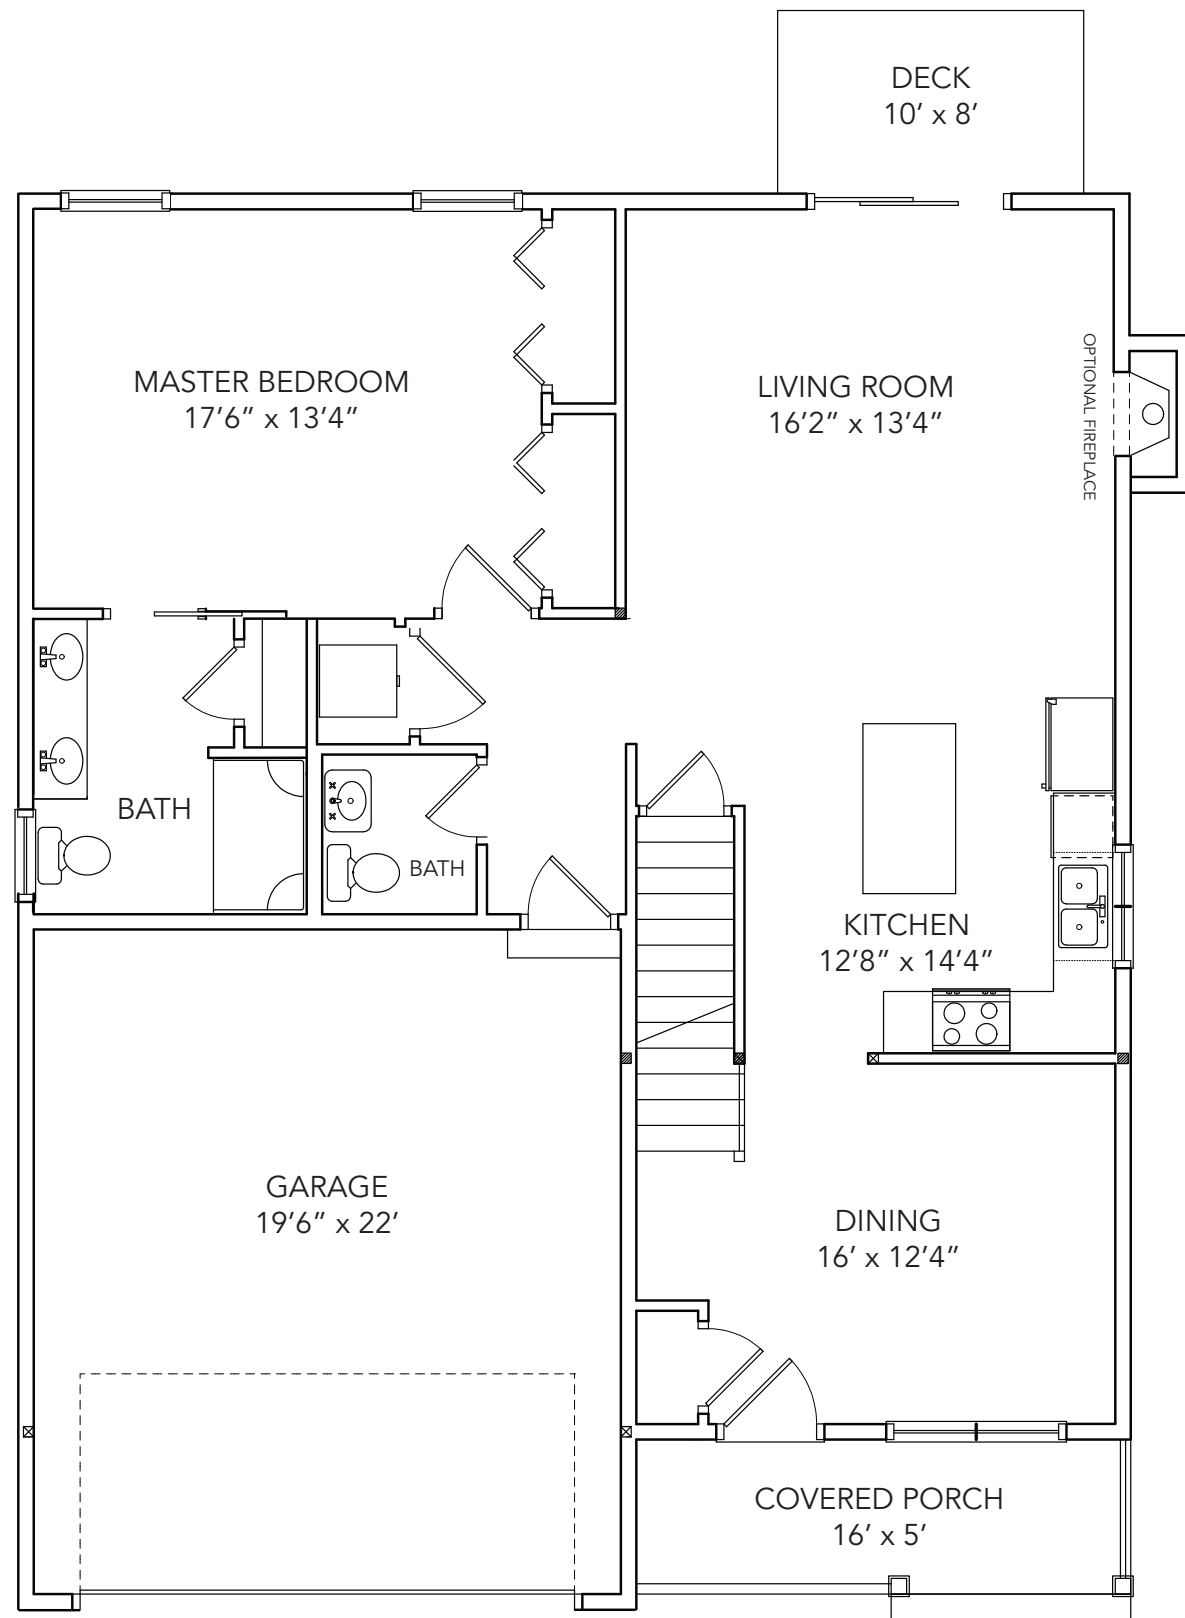 DECK
10’ x 8’
MASTER BEDROOM
17’6” x 13’4”
LIVING ROOM
16’2” x 13’4”
OPTIONAL FIREPLACE
BATH
BATH
KITCHEN
12’8” x 14’4”
GARAGE
19’6” x 22’
DINING
16’ x 12’4”
COVERED PORCH
16’ x 5’